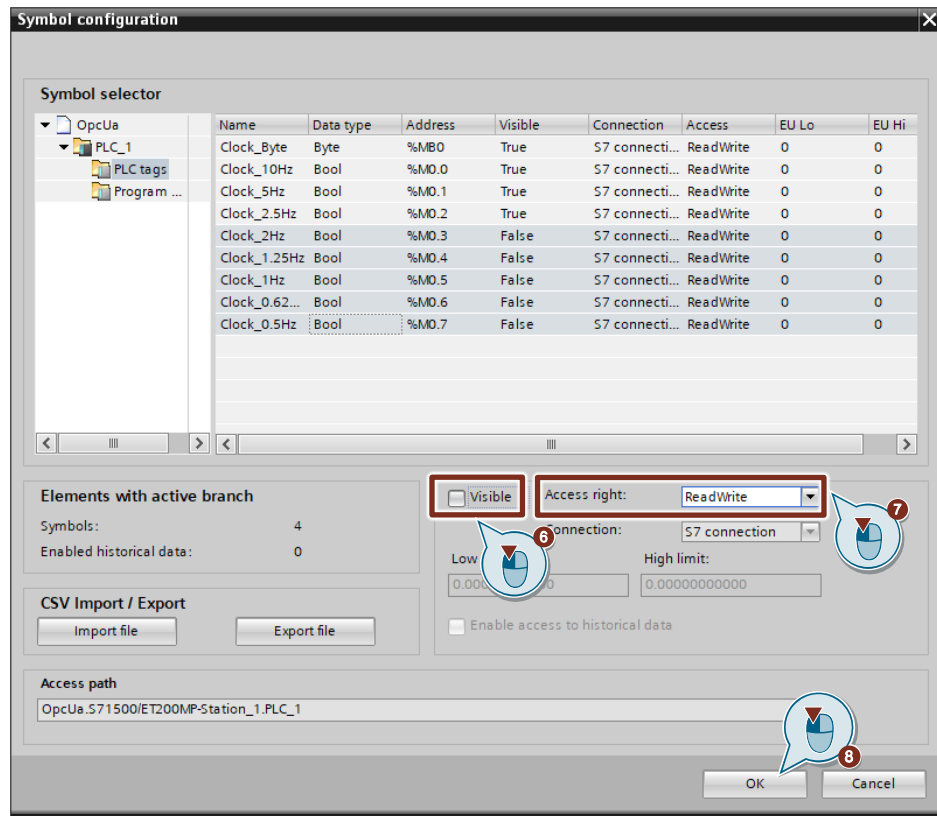 Symbol configuration
Symbol selector
OpcUa
PLC_1
PLC tags
Program ...
Name Data type Address Visible Connection Access EU Lo EU Hi
Clock_Byte Byte %MB0 True S7 connecti... ReadWrite 0 0
Clock_10Hz Bool %M0.0 True S7 connecti... ReadWrite 0 0
Clock_5Hz Bool %M0.1 True S7 connecti... ReadWrite 0 0
Clock_2.5Hz Bool %M0.2 True S7 connecti... ReadWrite 0 0
Clock_2Hz Bool %M0.3 False S7 connecti... ReadWrite 0 0
Clock_1.25Hz Bool %M0.4 False S7 connecti... ReadWrite 0 0
Clock_1Hz Bool %M0.5 False S7 connecti... ReadWrite 0 0
Clock_0.62... Bool %M0.6 False S7 connecti... ReadWrite 0 0
Clock_0.5Hz Bool %M0.7 False S7 connecti... ReadWrite 0 0
Elements with active branch
Symbols: 4
Enabled historical data: 0
CSV Import / Export
Import file Export file
Visible Access right: ReadWrite
7
6
S7 connection
Low High limit:
0.00000000000
Enable access to historical data
Access path
OpcUa.S71500/ET200MP-Station_1.PLC_1
8
OK Cancel